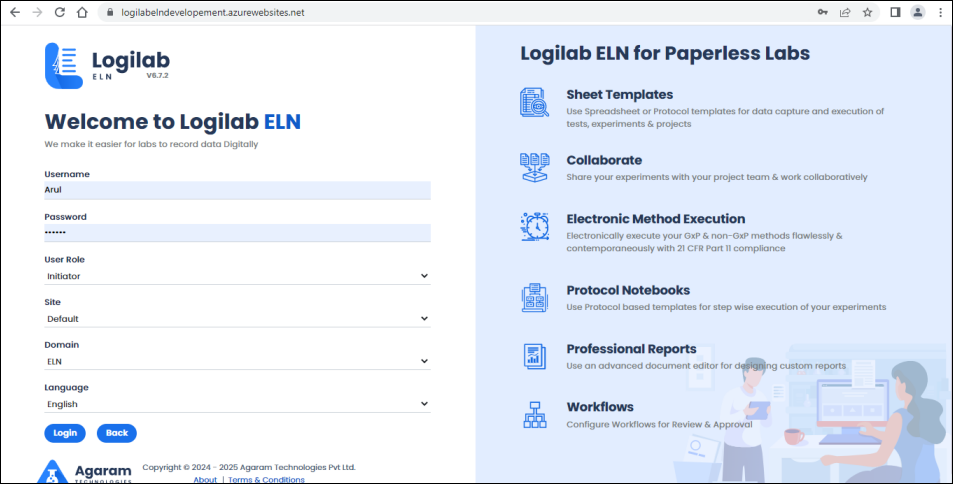 logilabelndevelopement.azurewebsites.net
Logilab
ELN
V6.7.2
Welcome to Logilab ELN
We make it easier for labs to record data Digitally
Username
Arul
Password
••••••
User Role
Initiator
Site
Default
Domain
ELN
Language
English
Login Back
Agaram
TECHNOLOGIES
Copyright © 2024 - 2025 Agaram Technologies Pvt Ltd.
About | Terms & Conditions
Logilab ELN for Paperless Labs
Sheet Templates
Use Spreadsheet or Protocol templates for data capture and execution of
tests, experiments & projects
Collaborate
Share your experiments with your project team & work collaboratively
Electronic Method Execution
Electronically execute your GxP & non-GxP methods flawlessly &
contemporaneously with 21 CFR Part 11 compliance
Protocol Notebooks
Use Protocol based templates for step wise execution of your experiments
Professional Reports
Use an advanced document editor for designing custom reports
Workflows
Configure Workflows for Review & Approval